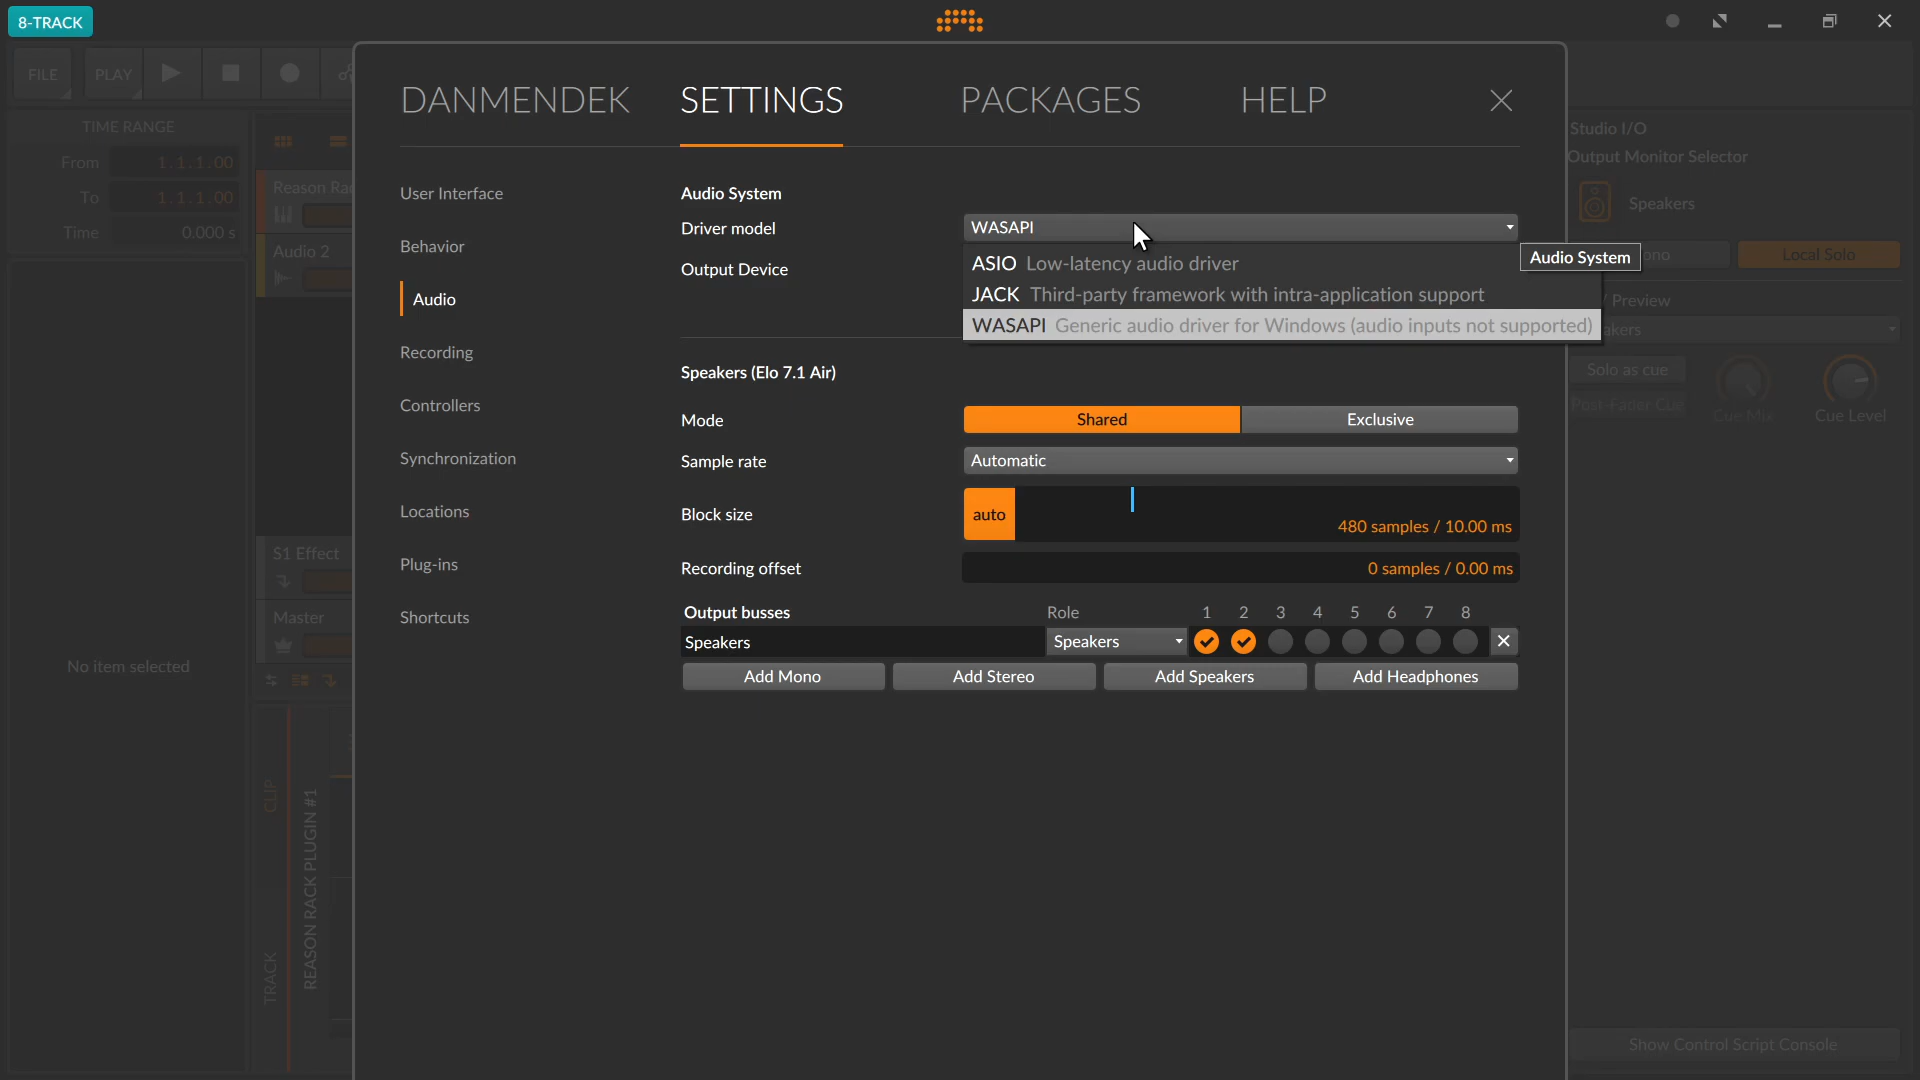 8-TRACK
FILE
PLAY
DANMENDEK
SETTINGS
PACKAGES
HELP
TIME RANGE
From 1.1.1.00
To 1.1.1.00
Time 0.000 s
Reason Ra
Audio 2
S1 Effect
Master
No item selected
CLIP
TRACK
REASON RACK PLUGIN #1
User Interface
Behavior
Audio
Recording
Controllers
Synchronization
Locations
Plug-ins
Shortcuts
Audio System
Driver model WASAPI
Output Device
ASIO Low-latency audio driver
JACK Third-party framework with intra-application support
WASAPI Generic audio driver for Windows (audio inputs not supported)
Audio System
Speakers (Elo 7.1 Air)
Mode Shared Exclusive
Sample rate Automatic
Block size auto 480 samples / 10.00 ms
Recording offset 0 samples / 0.00 ms
Output busses Role 1 2 3 4 5 6 7 8
Speakers Speakers
Add Mono Add Stereo Add Speakers Add Headphones
Studio I/O
Output Monitor Selector
Speakers
ono Local Solo
/ Preview
akers
Solo as cue
Post-Fader Cue
Cue Mix Cue Level
Show Control Script Console